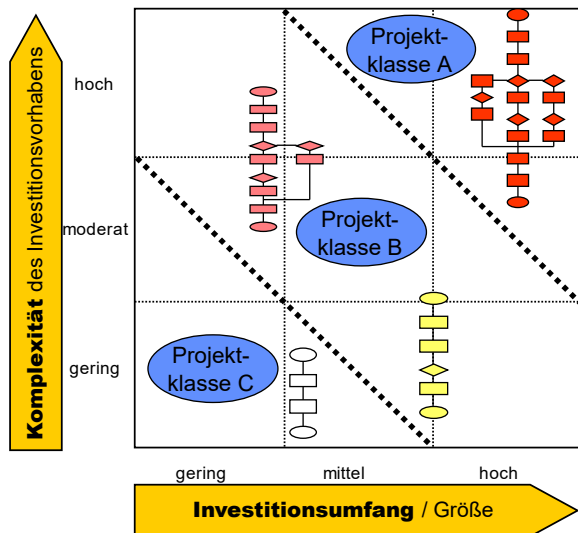 Komplexität des Investitionsvorhabens
hoch
moderat
gering
Projekt-
klasse A
Projekt-
klasse B
Projekt-
klasse C
gering
mittel
hoch
Investitionsumfang / Größe